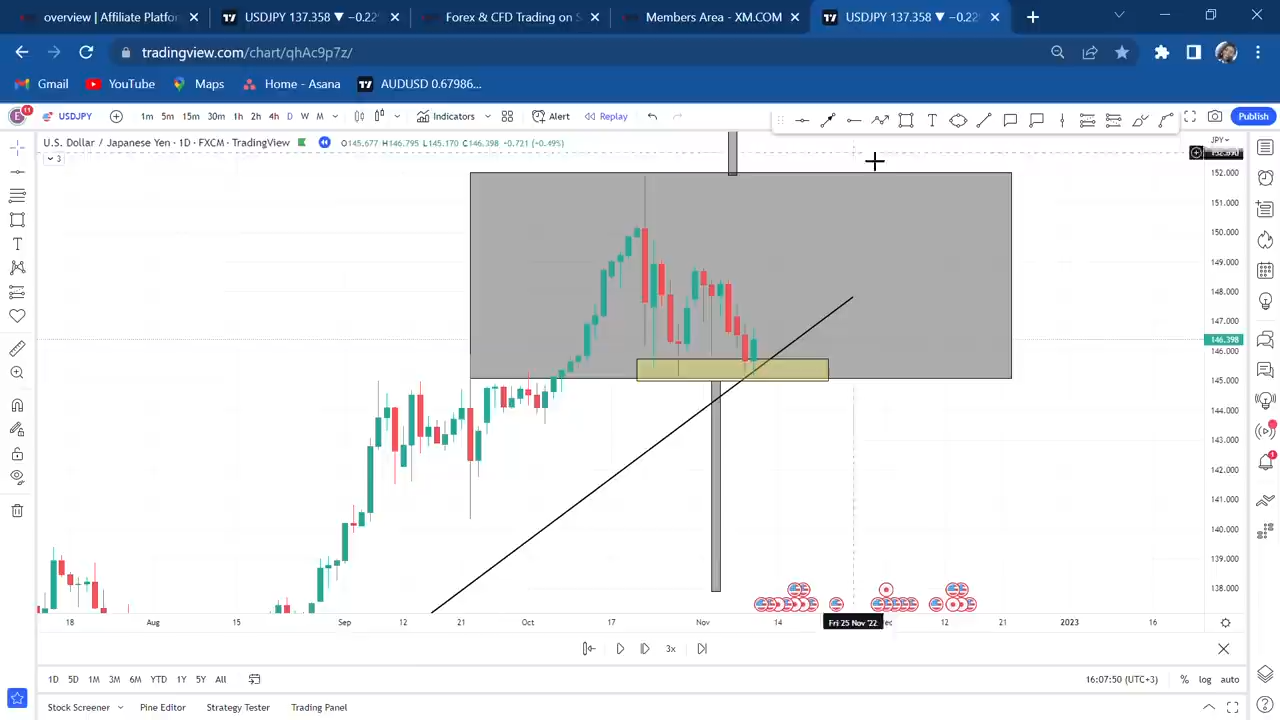 overview | Affiliate Platfor
USDJPY 137.358 ▼ −0.22
Forex & CFD Trading on S
Members Area - XM.COM
USDJPY 137.358 ▼ −0.22
tradingview.com/chart/qhAc9p7z/
Gmail YouTube Maps Home - Asana AUDUSD 0.67986...
E 11 USDJPY 1m 5m 15m 30m 1h 2h 4h D W M Indicators Alert Replay Publish
U.S. Dollar / Japanese Yen · 1D · FXCM · TradingView O145.677 H146.795 L145.170 C146.398 −0.721 (−0.49%) JPY
3
152.000
151.000
150.000
149.000
148.000
147.000
146.398
146.000
145.000
144.000
143.000
142.000
141.000
140.000
139.000
138.000
18 Aug 15 Sep 12 21 Oct 17 Nov 14 Fri 25 Nov '22 12 21 2023 16
3x
1D 5D 1M 3M 6M YTD 1Y 5Y All 16:07:50 (UTC+3) % log auto
Stock Screener Pine Editor Strategy Tester Trading Panel